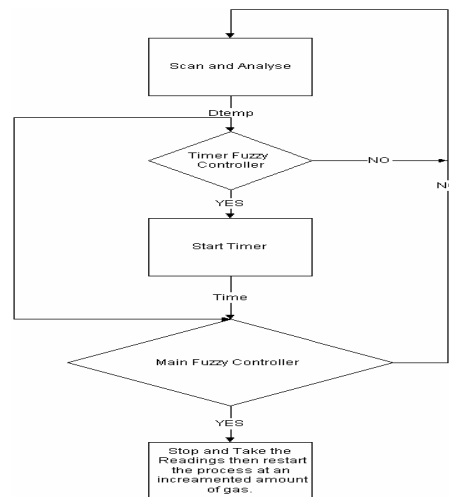 Scan and Analyse
Dtemp
Timer Fuzzy
Controller
NO
YES
Start Timer
Time
Main Fuzzy Controller
YES
Stop and Take the
Readings then restart
the process at an
increamented amount
of gas.